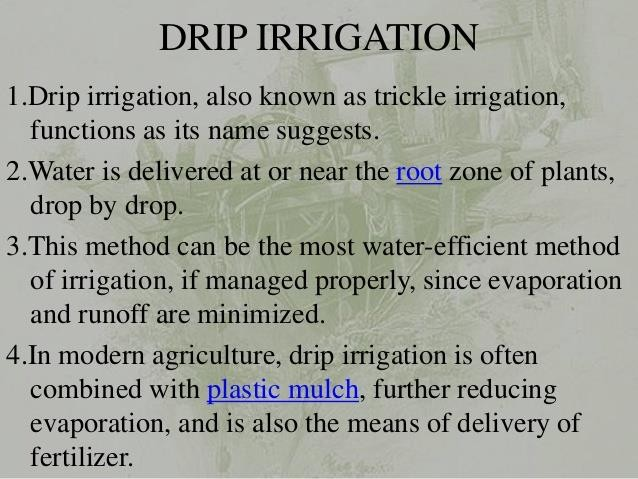 DRIP IRRIGATION
1.Drip irrigation, also known as trickle irrigation,
functions as its name suggests.
2.Water is delivered at or near the root zone of plants,
drop by drop.
3.This method can be the most water-efficient method
of irrigation, if managed properly, since evaporation
and runoff are minimized.
4.In modern agriculture, drip irrigation is often
combined with plastic mulch, further reducing
evaporation, and is also the means of delivery of
fertilizer.